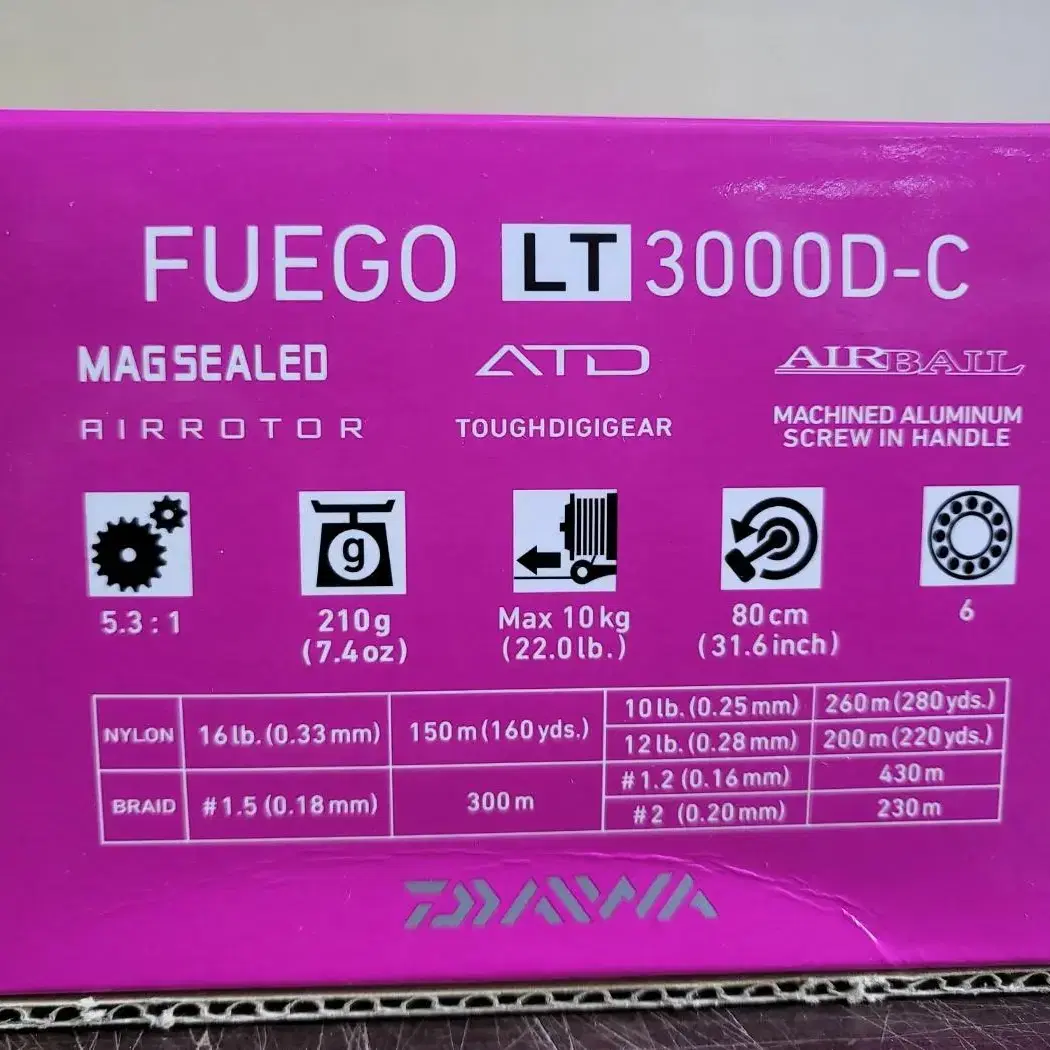 FUEGO LT 3000D-C
MAGSEALED ATD AIRBAIL
AIRROTOR TOUGHDIGIGEAR MACHINED ALUMINUM
SCREW IN HANDLE
g
5.3 : 1 210g Max 10kg 80cm 6
(7.4oz) (22.0lb.) (31.6inch)
NYLON 16lb.(0.33mm) 150m(160yds.) 10lb.(0.25mm) 260m(280yds.)
12lb.(0.28mm) 200m(220yds.)
BRAID #1.5(0.18mm) 300m #1.2(0.16mm) 430m
#2 (0.20mm) 230m
DAIWA